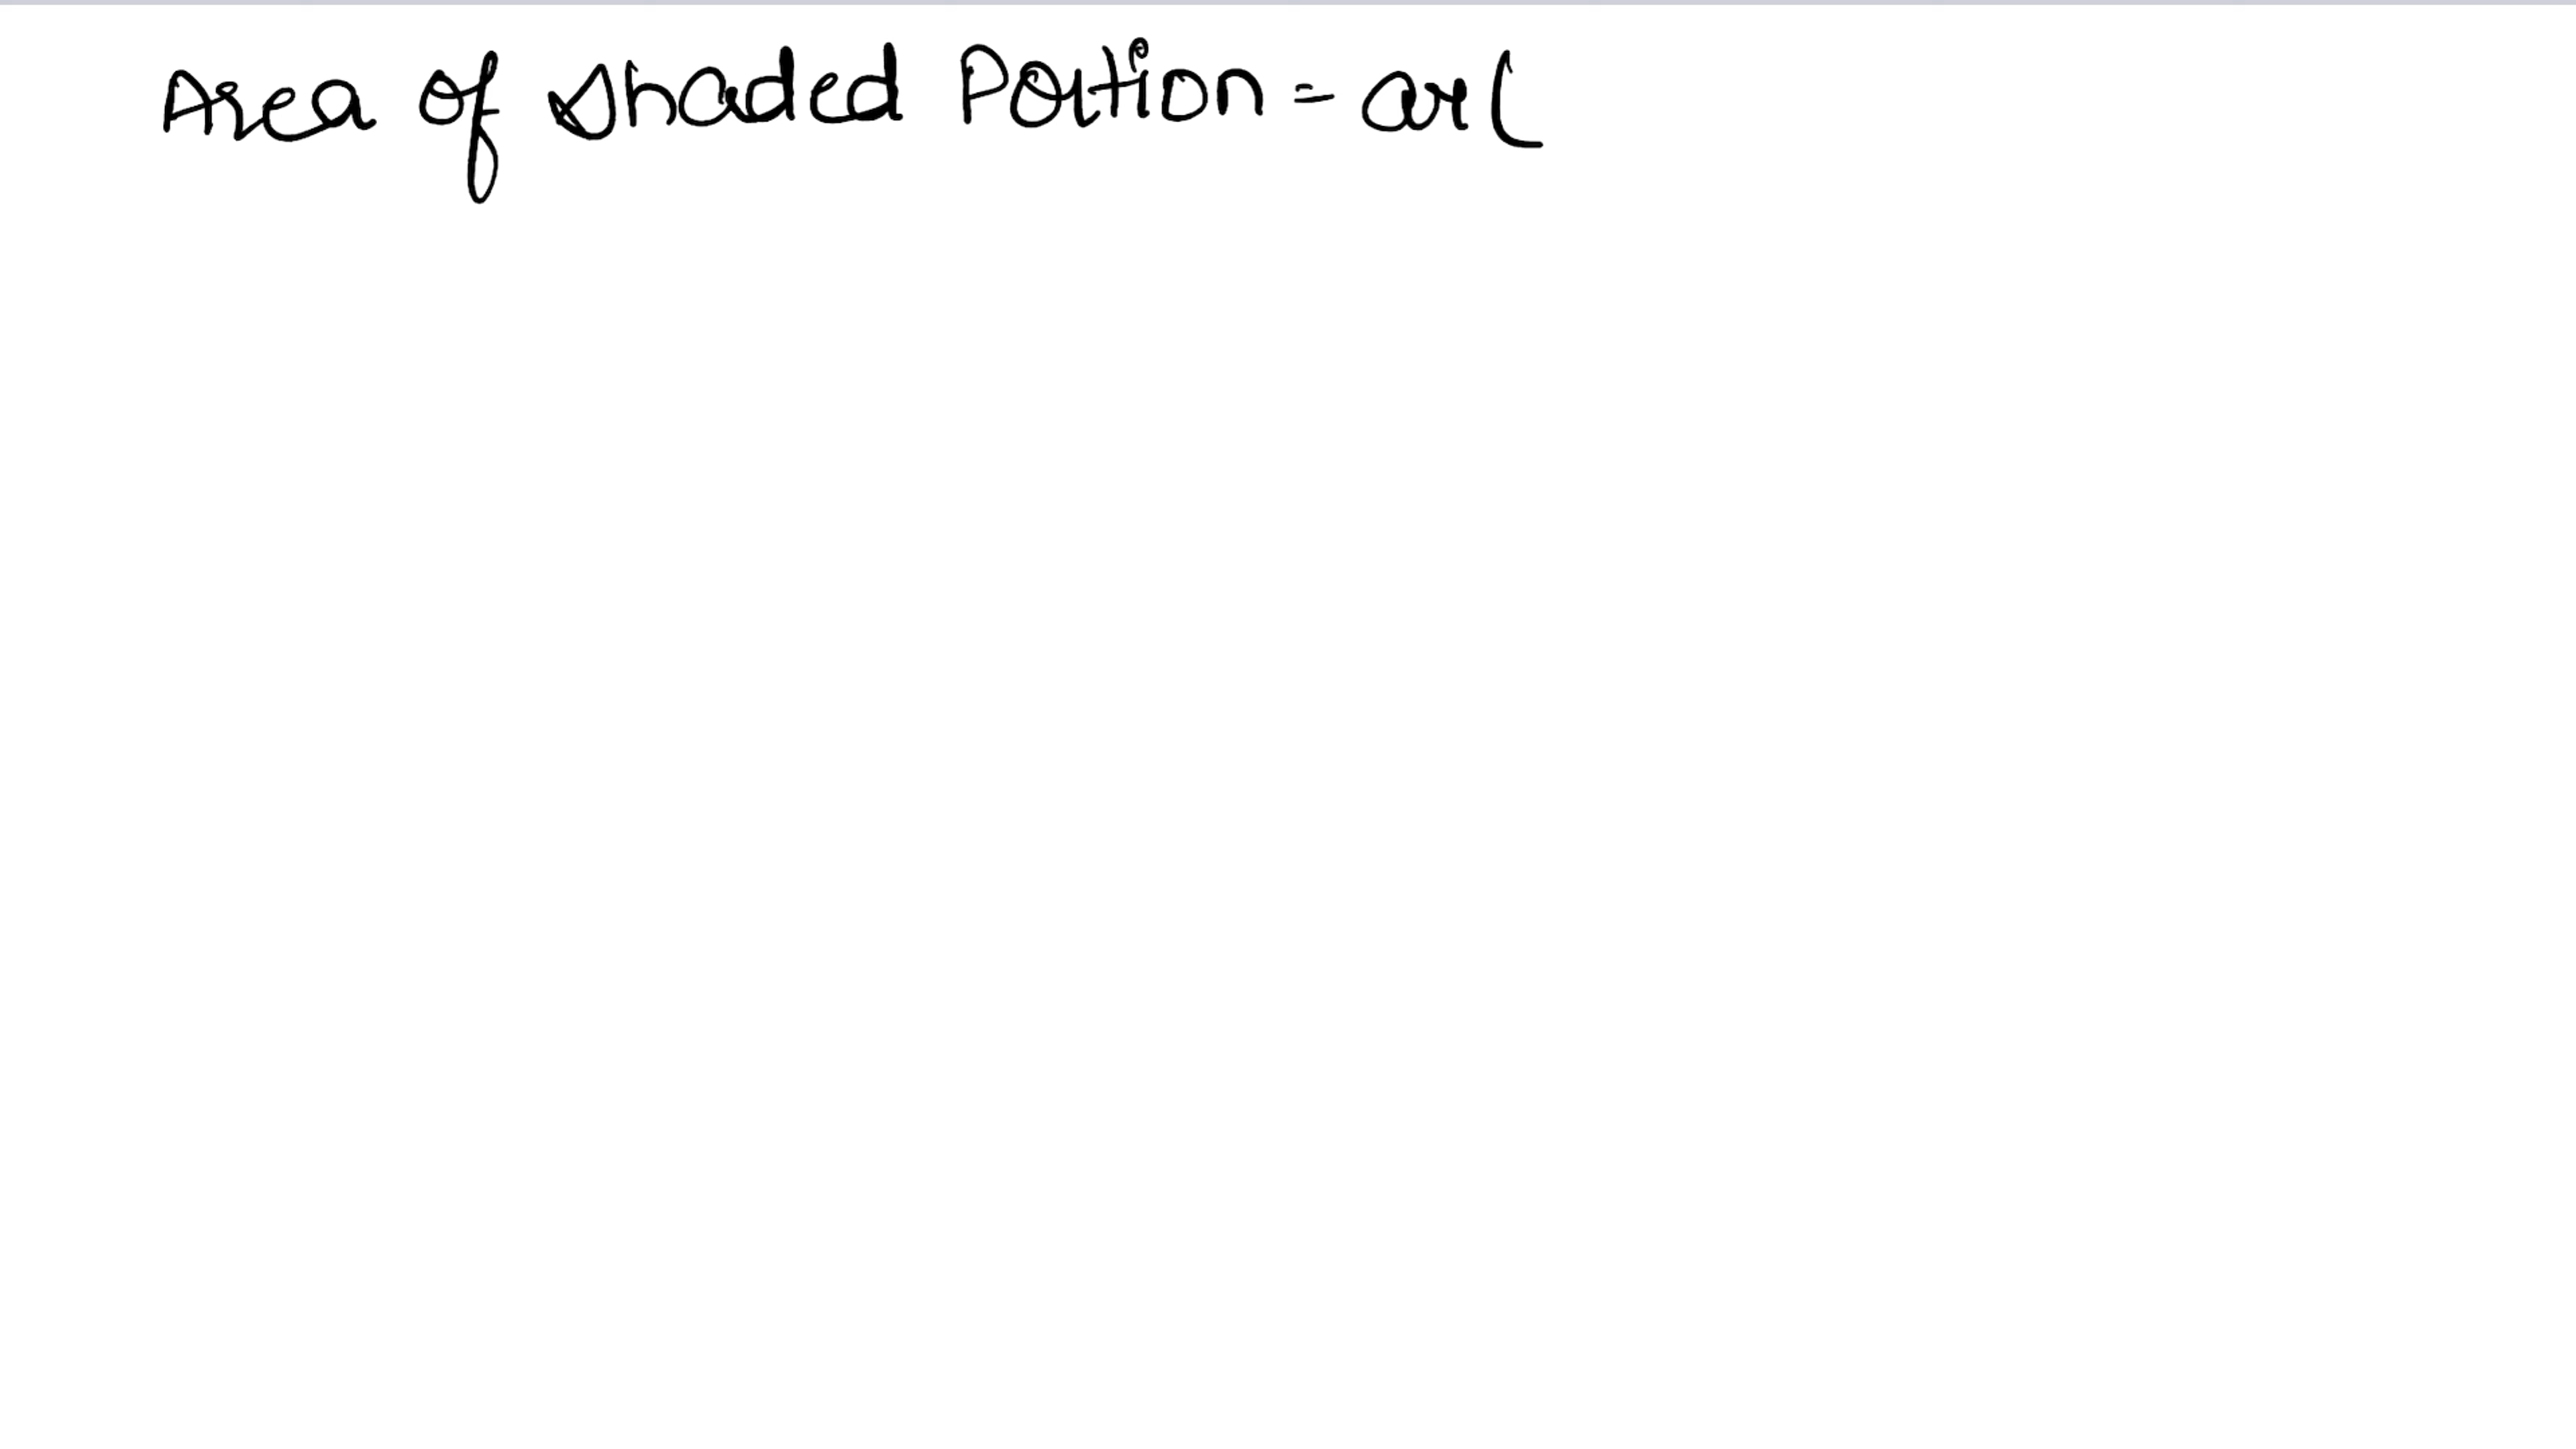 Area of shaded Portion = ar(